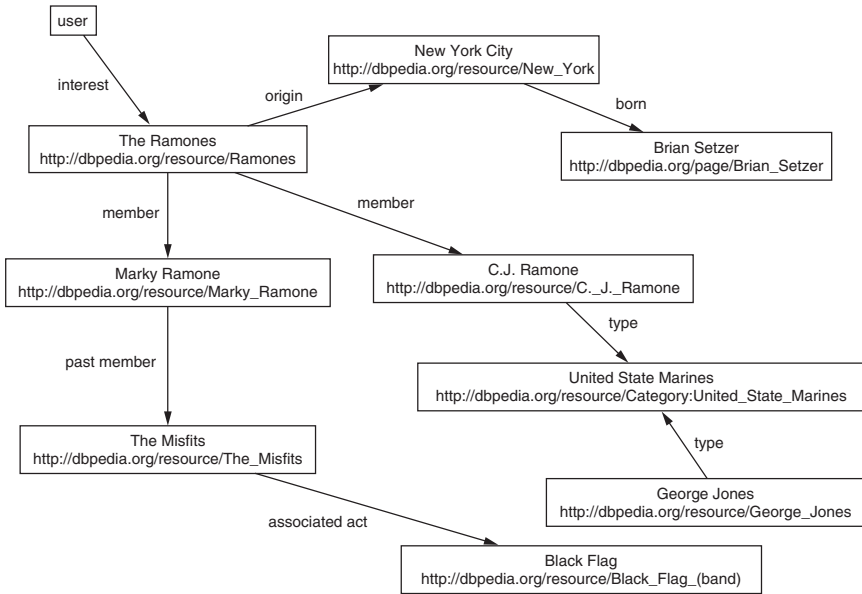 user
interest
New York City
http://dbpedia.org/resource/New_York
origin
born
The Ramones
http://dbpedia.org/resource/Ramones
Brian Setzer
http://dbpedia.org/page/Brian_Setzer
member
member
Marky Ramone
http://dbpedia.org/resource/Marky_Ramone
C.J. Ramone
http://dbpedia.org/resource/C._J._Ramone
type
past member
United State Marines
http://dbpedia.org/resource/Category:United_State_Marines
type
The Misfits
http://dbpedia.org/resource/The_Misfits
George Jones
http://dbpedia.org/resource/George_Jones
associated act
Black Flag
http://dbpedia.org/resource/Black_Flag_(band)